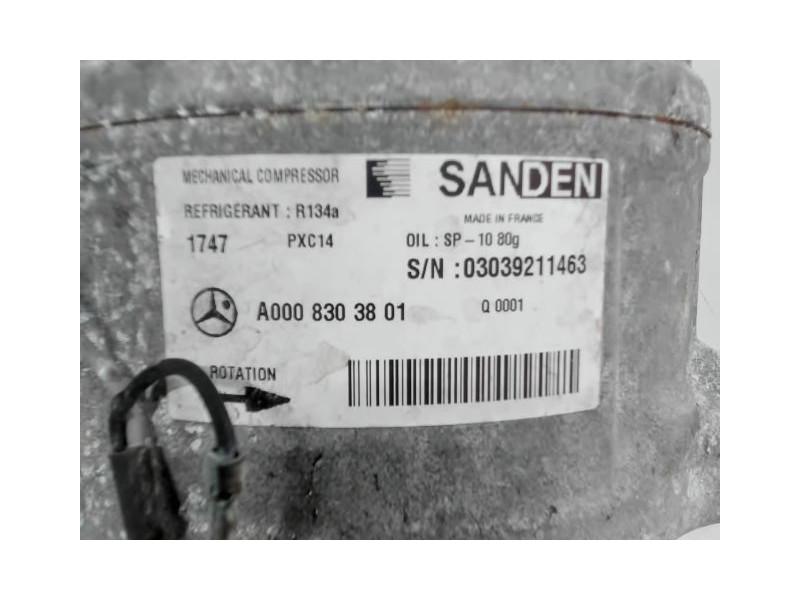 MECHANICAL COMPRESSOR
SANDEN
REFRIGERANT : R134a
MADE IN FRANCE
1747 PXC14 OIL : SP-10 80g
S/N : 03039211463
A000 830 38 01 Q 0001
ROTATION